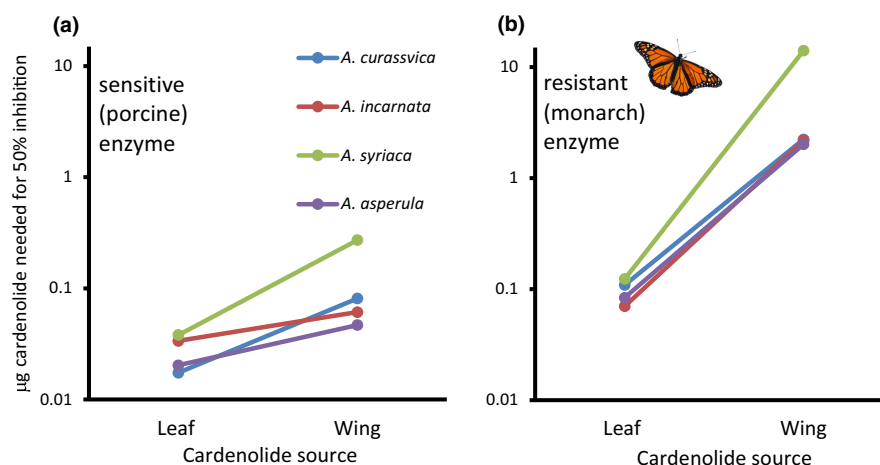 (a)
(b)
µg cardenolide needed for 50% inhibition
10
1
0.1
0.01
sensitive
(porcine)
enzyme
A. curassvica
A. incarnata
A. syriaca
A. asperula
Leaf
Wing
Cardenolide source
10
1
0.1
0.01
resistant
(monarch)
enzyme
Leaf
Wing
Cardenolide source